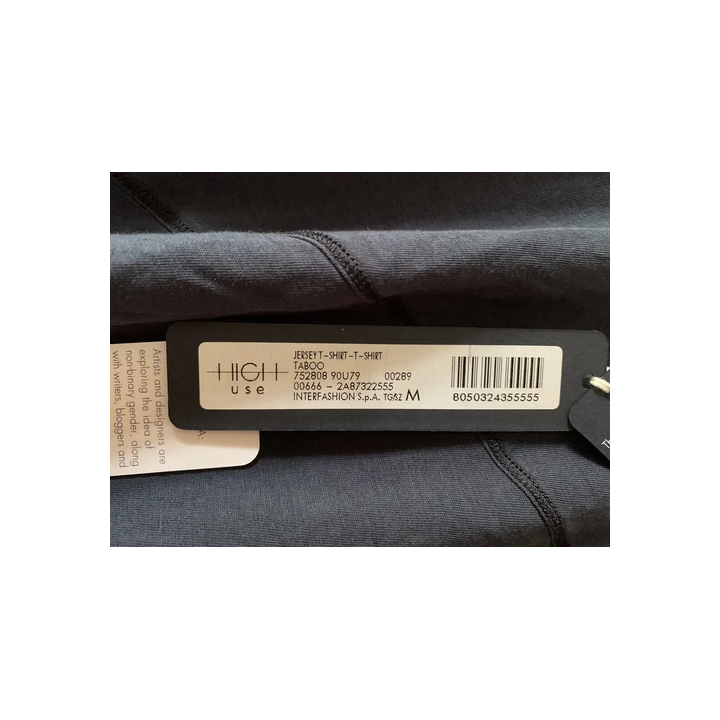 HIGH
use
JERSEY T-SHIRT-T-SHIRT
TABOO
752808 90U79 00289
00666 - 2A87322555
INTERFASHION S.p.A. TG/SZ M
8050324355555
Artists and designers are
exploring the idea of
non-binary gender, along
with writers, bloggers and